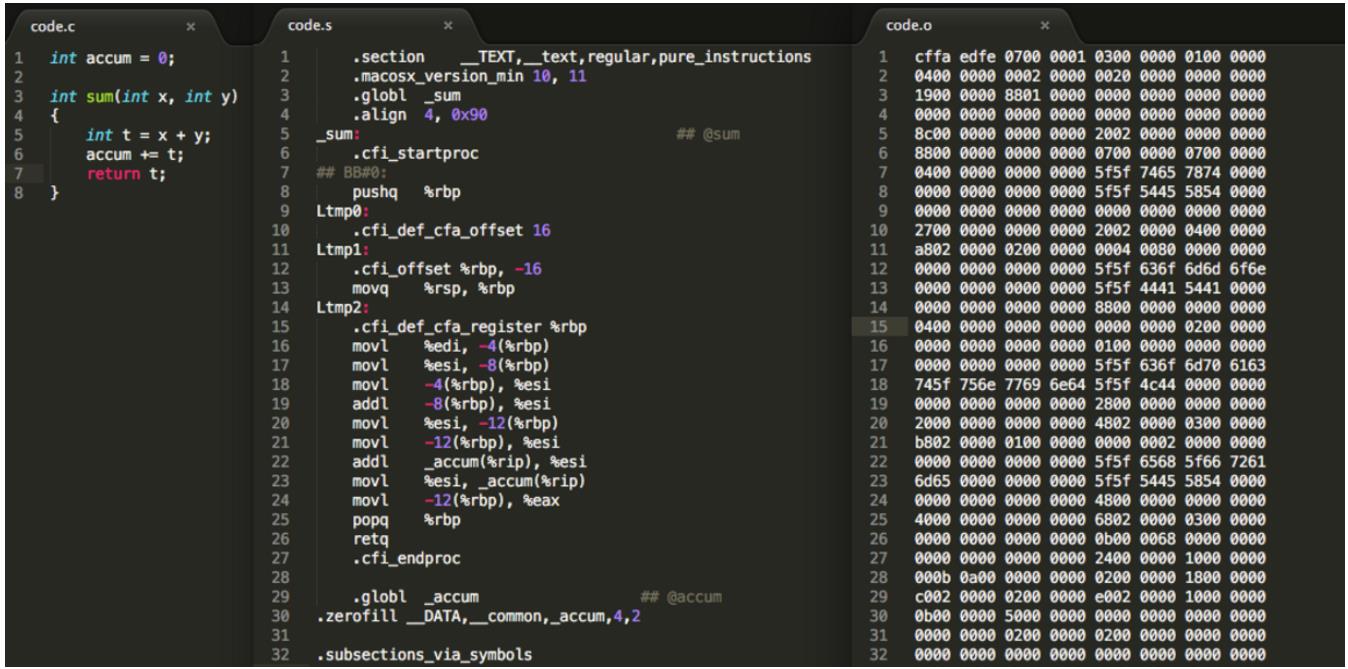 code.c ×
1 int accum = 0;
2
3 int sum(int x, int y)
4 {
5     int t = x + y;
6     accum += t;
7     return t;
8 }
code.s ×
1     .section    __TEXT,__text,regular,pure_instructions
2     .macosx_version_min 10, 11
3     .globl  _sum
4     .align  4, 0x90
5 _sum:                                   ## @sum
6     .cfi_startproc
7 ## BB#0:
8     pushq   %rbp
9 Ltmp0:
10     .cfi_def_cfa_offset 16
11 Ltmp1:
12     .cfi_offset %rbp, -16
13     movq    %rsp, %rbp
14 Ltmp2:
15     .cfi_def_cfa_register %rbp
16     movl    %edi, -4(%rbp)
17     movl    %esi, -8(%rbp)
18     movl    -4(%rbp), %esi
19     addl    -8(%rbp), %esi
20     movl    %esi, -12(%rbp)
21     movl    -12(%rbp), %esi
22     addl    _accum(%rip), %esi
23     movl    %esi, _accum(%rip)
24     movl    -12(%rbp), %eax
25     popq    %rbp
26     retq
27     .cfi_endproc
28
29     .globl  _accum                  ## @accum
30 .zerofill __DATA,__common,_accum,4,2
31
32 .subsections_via_symbols
code.o ×
1 cffa edfe 0700 0001 0300 0000 0100 0000
2 0400 0000 0002 0000 0020 0000 0000 0000
3 1900 0000 8801 0000 0000 0000 0000 0000
4 0000 0000 0000 0000 0000 0000 0000 0000
5 8c00 0000 0000 0000 2002 0000 0000 0000
6 8800 0000 0000 0000 0700 0000 0700 0000
7 0400 0000 0000 0000 5f5f 7465 7874 0000
8 0000 0000 0000 0000 5f5f 5445 5854 0000
9 0000 0000 0000 0000 0000 0000 0000 0000
10 2700 0000 0000 0000 2002 0000 0400 0000
11 a802 0000 0200 0000 0004 0080 0000 0000
12 0000 0000 0000 0000 5f5f 636f 6d6d 6f6e
13 0000 0000 0000 0000 5f5f 4441 5441 0000
14 0000 0000 0000 0000 8800 0000 0000 0000
15 0400 0000 0000 0000 0000 0000 0200 0000
16 0000 0000 0000 0000 0100 0000 0000 0000
17 0000 0000 0000 0000 5f5f 636f 6d70 6163
18 745f 756e 7769 6e64 5f5f 4c44 0000 0000
19 0000 0000 0000 0000 2800 0000 0000 0000
20 2000 0000 0000 0000 4802 0000 0300 0000
21 b802 0000 0100 0000 0000 0002 0000 0000
22 0000 0000 0000 0000 5f5f 6568 5f66 7261
23 6d65 0000 0000 0000 5f5f 5445 5854 0000
24 0000 0000 0000 0000 4800 0000 0000 0000
25 4000 0000 0000 0000 6802 0000 0300 0000
26 0000 0000 0000 0000 0b00 0068 0000 0000
27 0000 0000 0000 0000 2400 0000 1000 0000
28 000b 0a00 0000 0000 0200 0000 1800 0000
29 c002 0000 0200 0000 e002 0000 1000 0000
30 0b00 0000 5000 0000 0000 0000 0000 0000
31 0000 0000 0200 0000 0200 0000 0000 0000
32 0000 0000 0000 0000 0000 0000 0000 0000